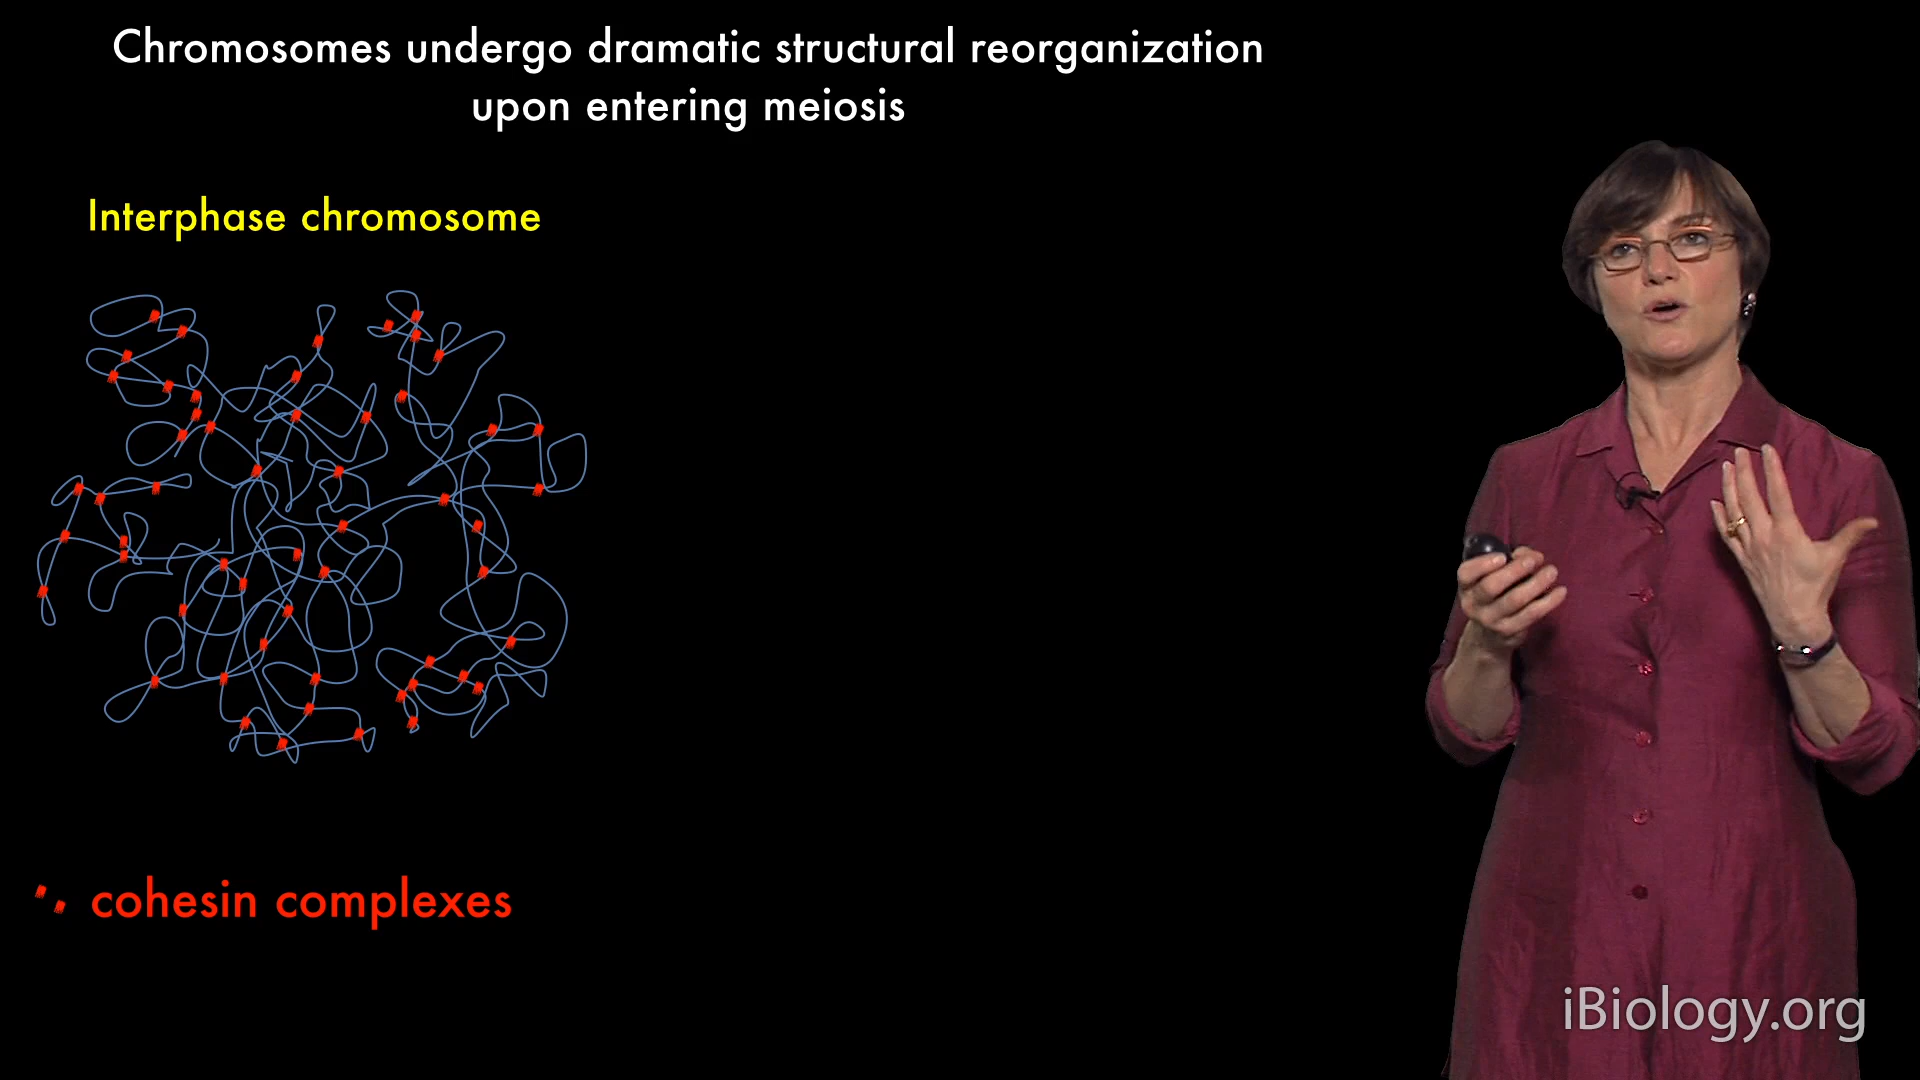 Chromosomes undergo dramatic structural reorganization
upon entering meiosis
Interphase chromosome
cohesin complexes
iBiology.org